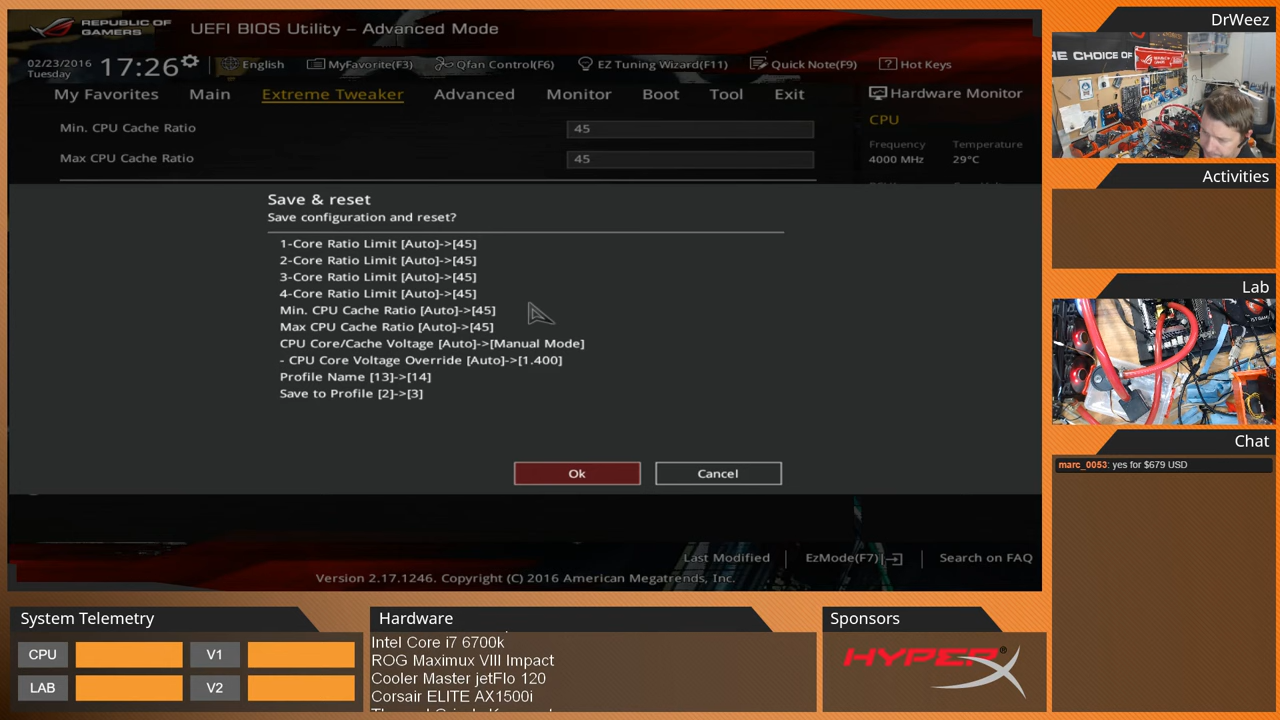 REPUBLIC OF
GAMERS
UEFI BIOS Utility – Advanced Mode
02/23/2016
Tuesday
17:26
English
MyFavorite(F3)
Qfan Control(F6)
EZ Tuning Wizard(F11)
Quick Note(F9)
? Hot Keys
My Favorites
Main
Extreme Tweaker
Advanced
Monitor
Boot
Tool
Exit
Hardware Monitor
Min. CPU Cache Ratio
45
Max CPU Cache Ratio
45
CPU
Frequency
Temperature
4000 MHz
29°C
Save & reset
Save configuration and reset?
1-Core Ratio Limit [Auto]->[45]
2-Core Ratio Limit [Auto]->[45]
3-Core Ratio Limit [Auto]->[45]
4-Core Ratio Limit [Auto]->[45]
Min. CPU Cache Ratio [Auto]->[45]
Max CPU Cache Ratio [Auto]->[45]
CPU Core/Cache Voltage [Auto]->[Manual Mode]
- CPU Core Voltage Override [Auto]->[1.400]
Profile Name [13]->[14]
Save to Profile [2]->[3]
Ok
Cancel
Last Modified
EzMode(F7)
Search on FAQ
Version 2.17.1246. Copyright (C) 2016 American Megatrends, Inc.
DrWeez
HE CHOICE OF
Activities
Lab
Chat
marc_0053: yes for $679 USD
System Telemetry
CPU
V1
LAB
V2
Hardware
Intel Core i7 6700k
ROG Maximux VIII Impact
Cooler Master jetFlo 120
Corsair ELITE AX1500i
Sponsors
HYPERX®